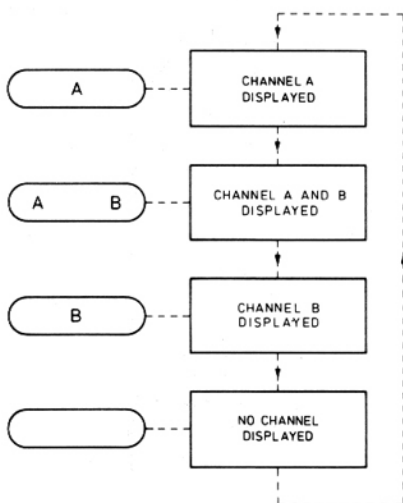 A
CHANNEL A
DISPLAYED
A B
CHANNEL A AND B
DISPLAYED
B
CHANNEL B
DISPLAYED
NO CHANNEL
DISPLAYED